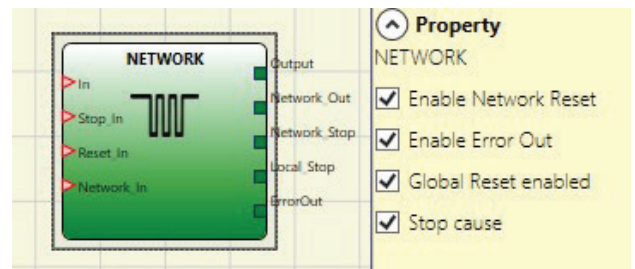 NETWORK
In
Stop_In
Reset_In
Network_In
Output
Network_Out
Network_Stop
Local_Stop
ErrorOut
Property
NETWORK
Enable Network Reset
Enable Error Out
Global Reset enabled
Stop cause